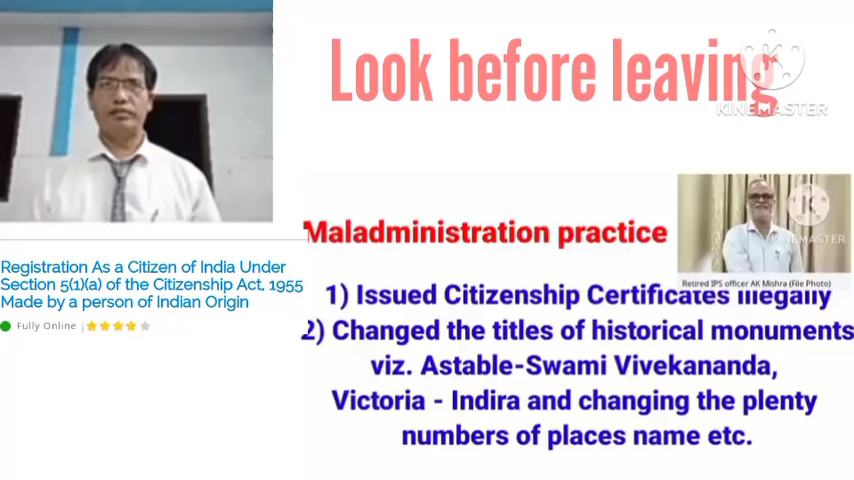 Look before leaving
KINEMASTER
Maladministration practice
KINEMASTER
Retired IPS officer AK Mishra (File Photo)
Registration As a Citizen of India Under
Section 5(1)(a) of the Citizenship Act, 1955
Made by a person of Indian Origin
Fully Online |
1) Issued Citizenship Certificates illegally
2) Changed the titles of historical monuments
viz. Astable-Swami Vivekananda,
Victoria - Indira and changing the plenty
numbers of places name etc.